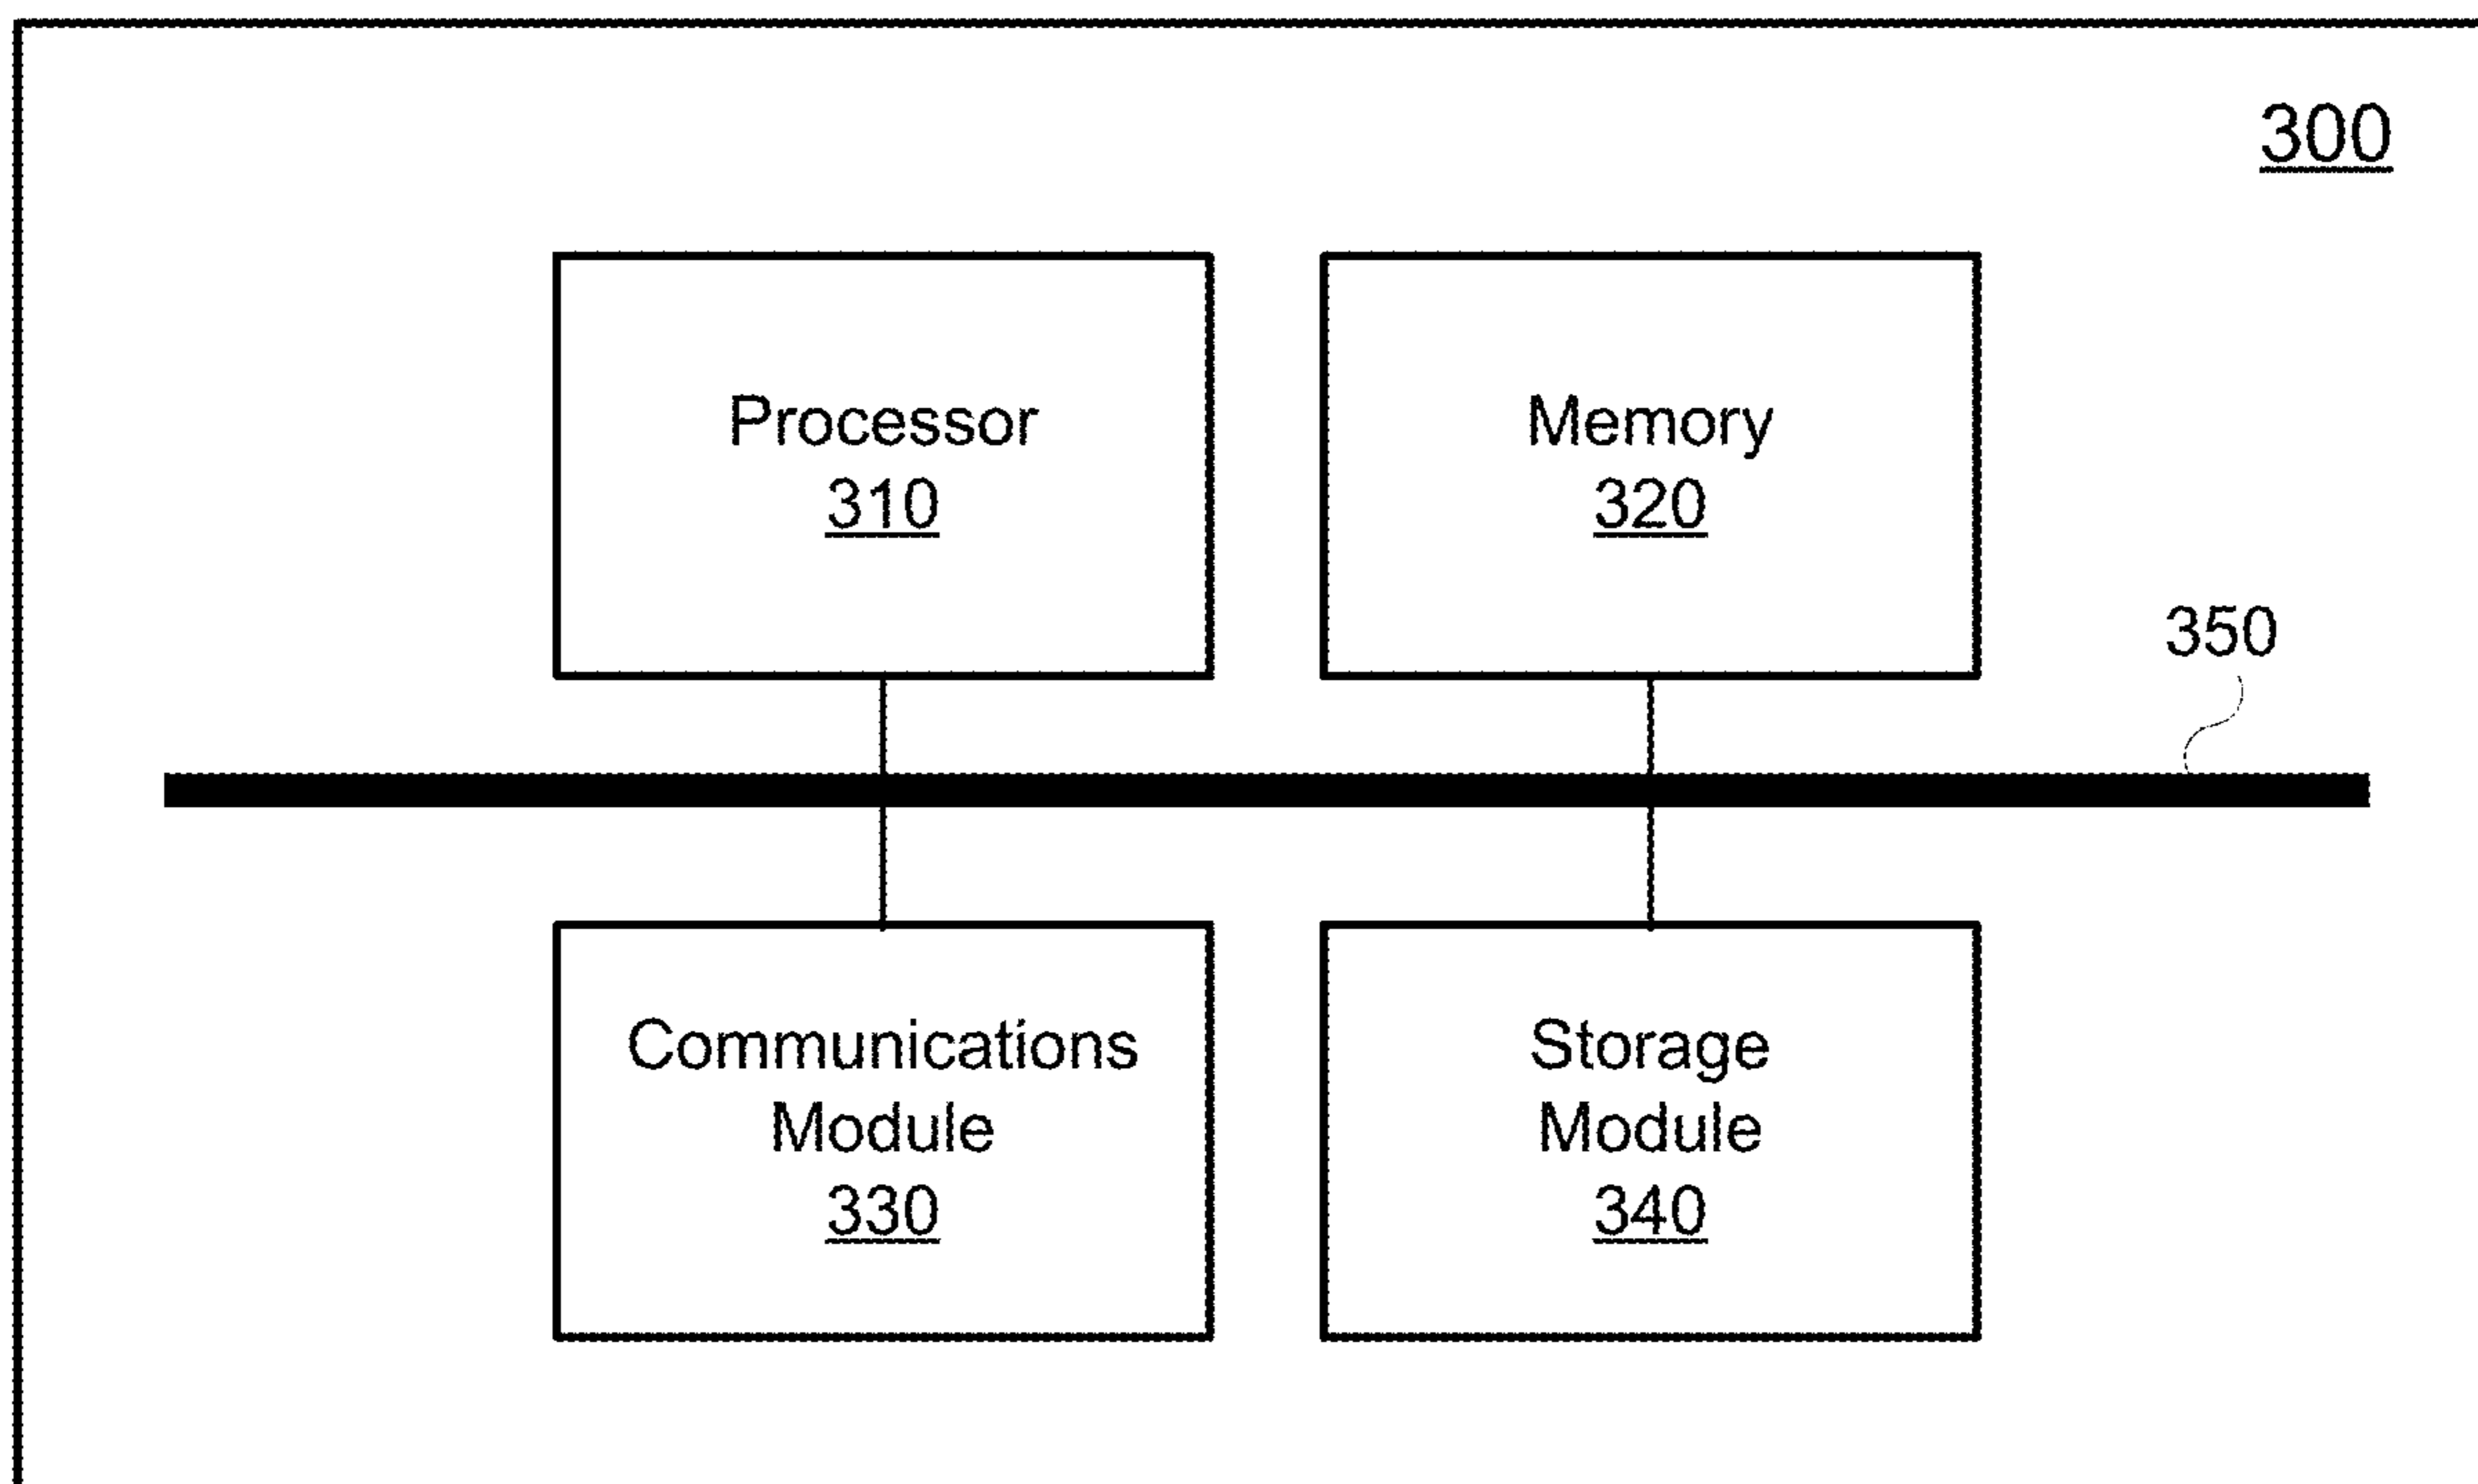 300
Processor
310
Memory
320
350
Communications
Module
330
Storage
Module
340